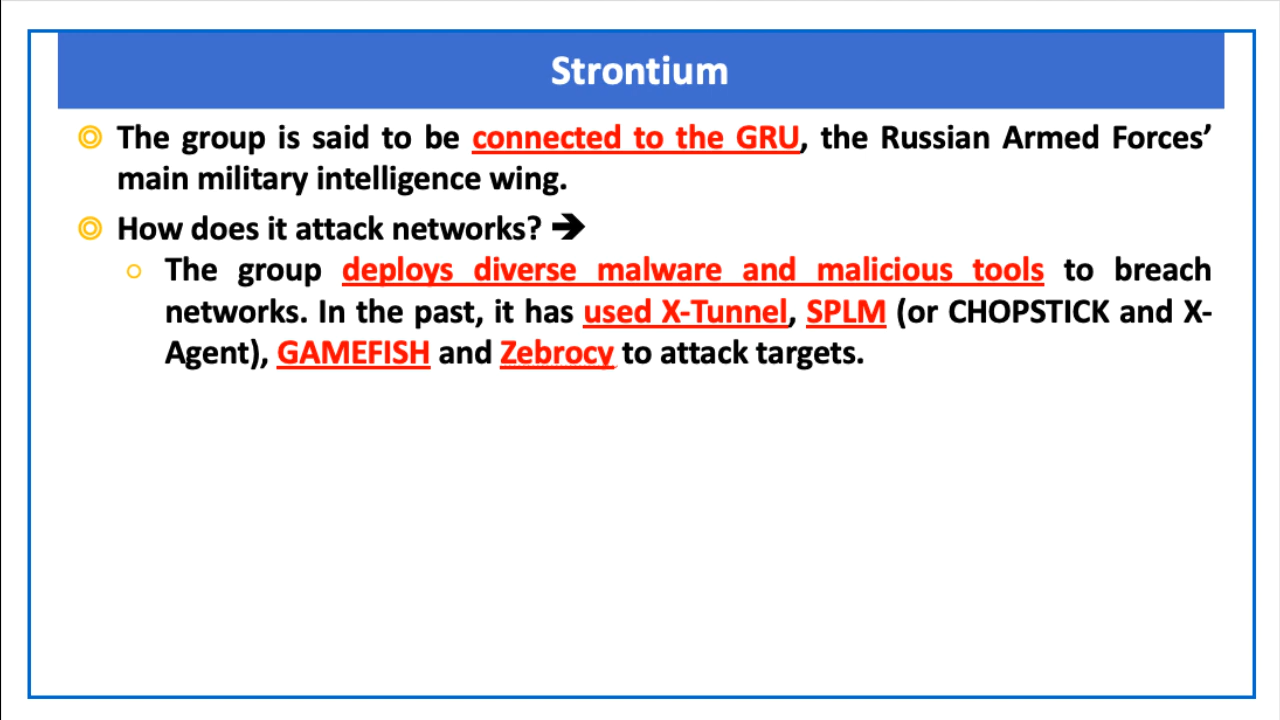 Strontium
The group is said to be connected to the GRU, the Russian Armed Forces’
main military intelligence wing.
How does it attack networks? ➔
The group deploys diverse malware and malicious tools to breach
networks. In the past, it has used X-Tunnel, SPLM (or CHOPSTICK and X-
Agent), GAMEFISH and Zebrocy to attack targets.